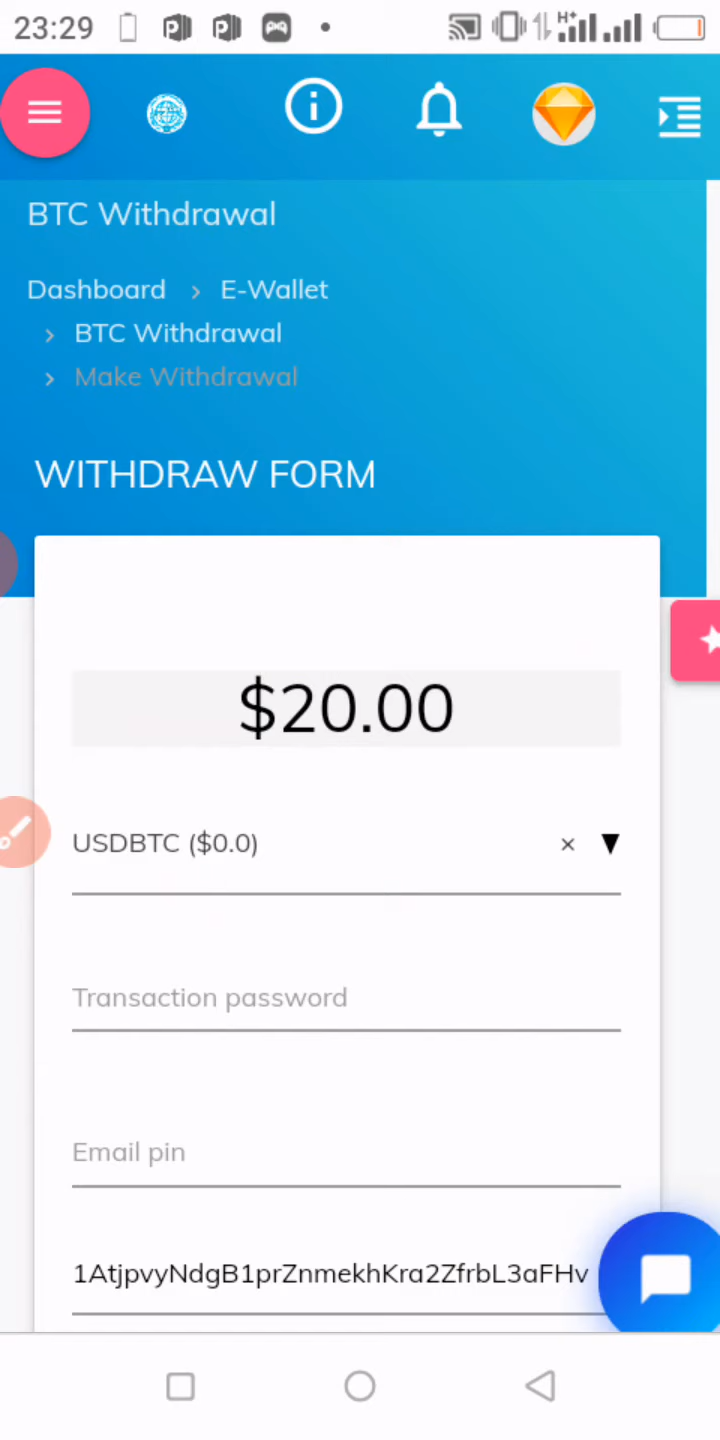 23:29
H+
BTC Withdrawal
Dashboard › E-Wallet
› BTC Withdrawal
› Make Withdrawal
WITHDRAW FORM
$20.00
USDBTC ($0.0) × ▼
Transaction password
Email pin
1AtjpvyNdgB1prZnmekhKra2ZfrbL3aFHv